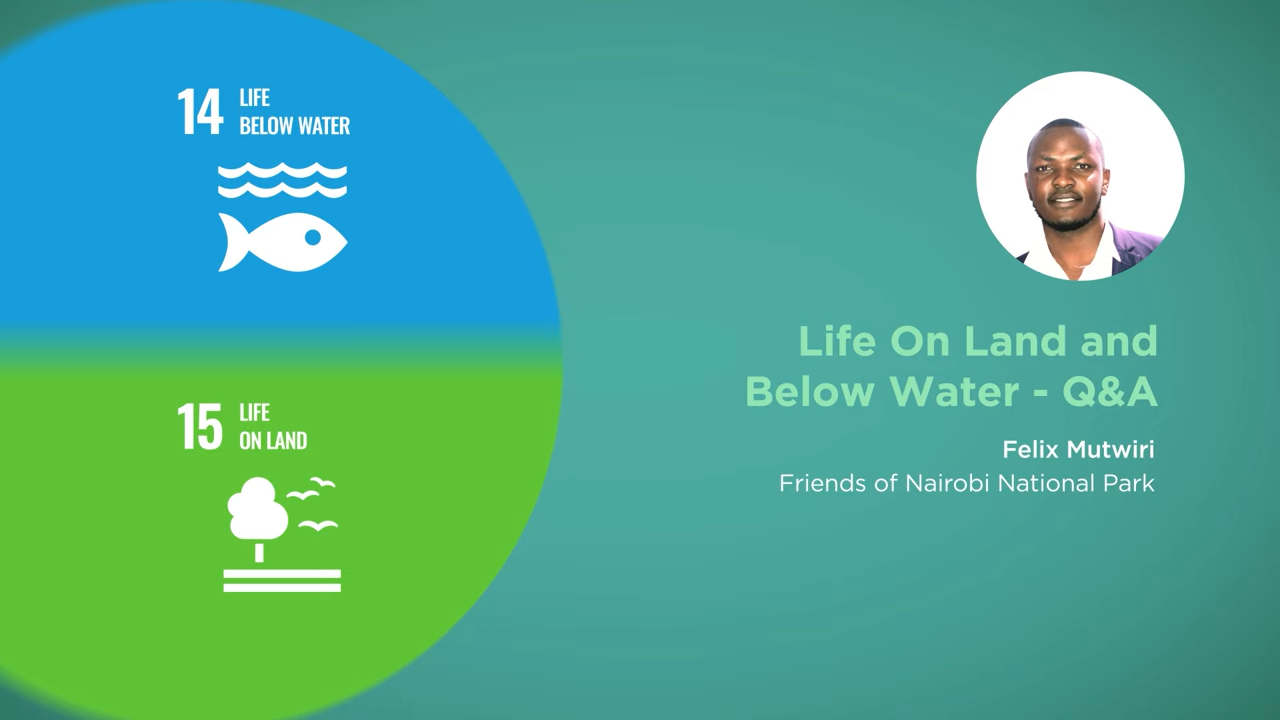 14
LIFE
BELOW WATER
15
LIFE
ON LAND
Life On Land and
Below Water - Q&A
Felix Mutwiri
Friends of Nairobi National Park